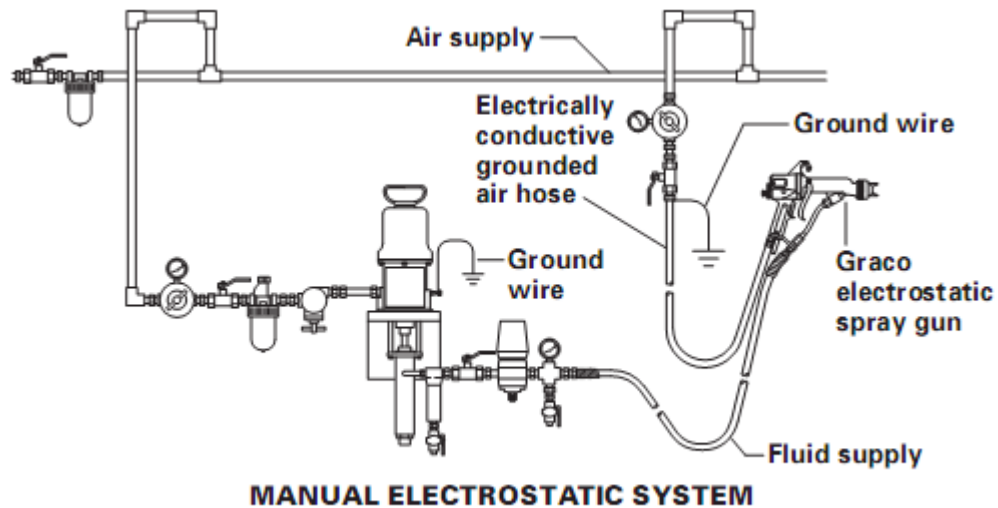 Air supply
Electrically
conductive
grounded
air hose
Ground wire
Ground
wire
Graco
electrostatic
spray gun
Fluid supply
MANUAL ELECTROSTATIC SYSTEM